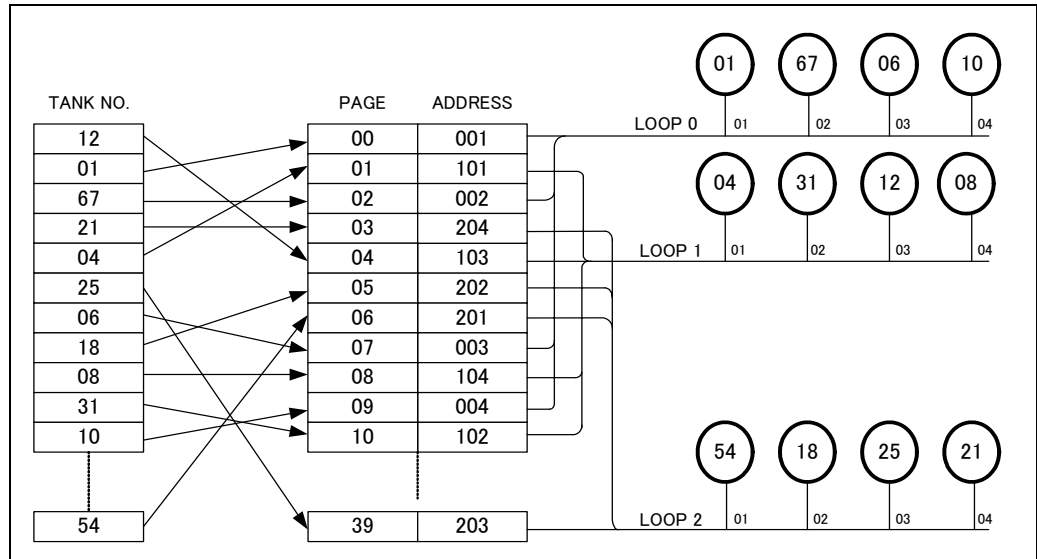 01 67 06 10
TANK NO. PAGE ADDRESS
LOOP 0 01 02 03 04
12 00 001
01 01 101
67 02 002
21 03 204
04 04 103
25 05 202
06 06 201
18 07 003
08 08 104
31 09 004
10 10 102
54 39 203
04 31 12 08
LOOP 1 01 02 03 04
54 18 25 21
LOOP 2 01 02 03 04